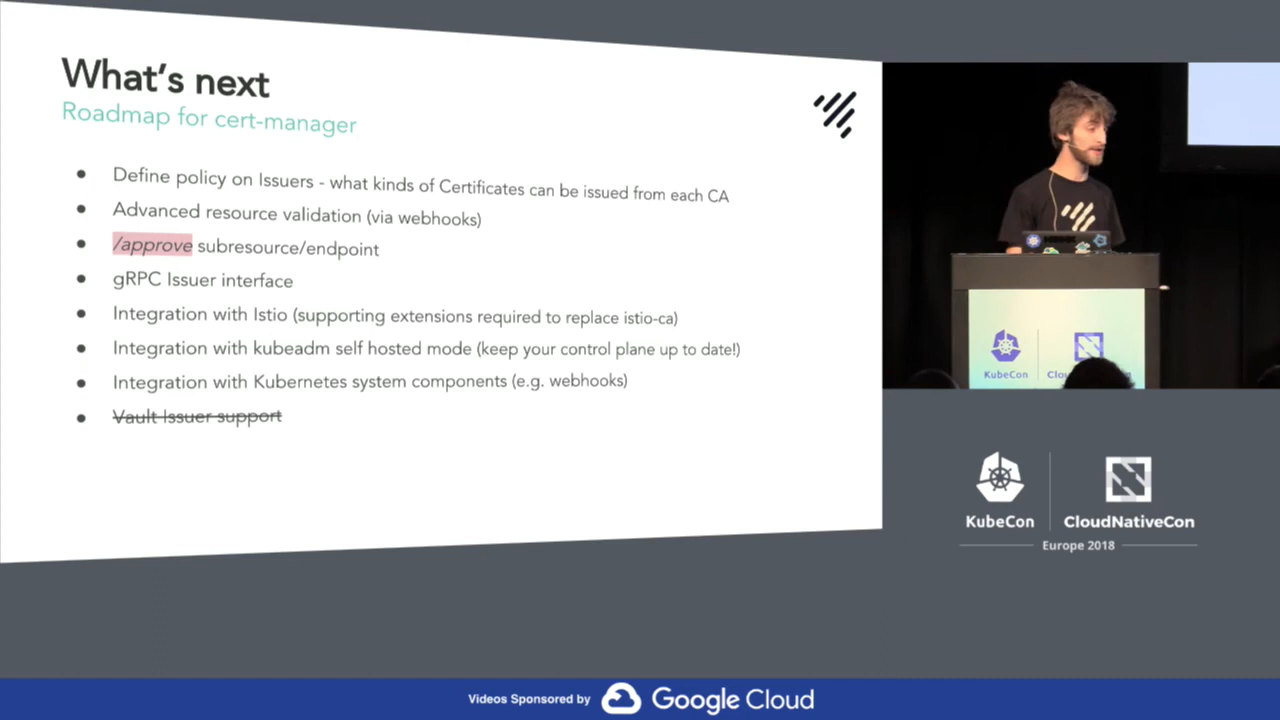 What's next
Roadmap for cert-manager
Define policy on Issuers - what kinds of Certificates can be issued from each CA
Advanced resource validation (via webhooks)
/approve subresource/endpoint
gRPC Issuer interface
Integration with Istio (supporting extensions required to replace istio-ca)
Integration with kubeadm self hosted mode (keep your control plane up to date!)
Integration with Kubernetes system components (e.g. webhooks)
Vault Issuer support
KubeCon
KubeCon
CloudNativeCon
Europe 2018
Videos Sponsored by
Google Cloud